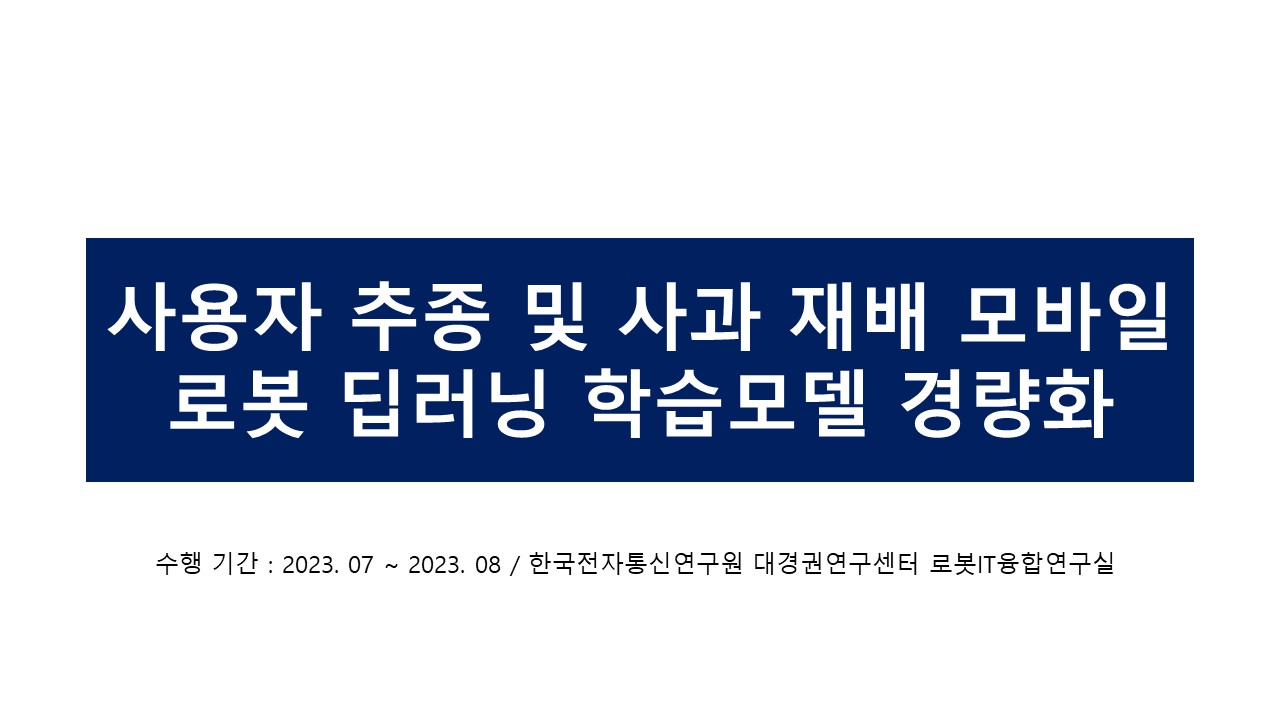 사용자 추종 및 사과 재배 모바일
로봇 딥러닝 학습모델 경량화
수행 기간 : 2023. 07 ~ 2023. 08 / 한국전자통신연구원 대경권연구센터 로봇IT융합연구실